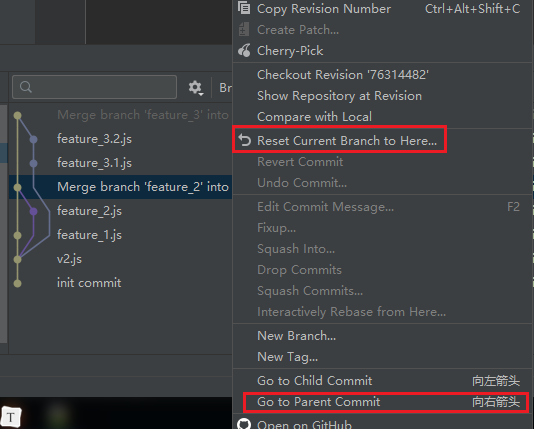 Copy Revision Number Ctrl+Alt+Shift+C
Create Patch...
Cherry-Pick
Checkout Revision '76314482'
Show Repository at Revision
Compare with Local
Reset Current Branch to Here...
Revert Commit
Undo Commit...
Edit Commit Message... F2
Fixup...
Squash Into...
Drop Commits
Squash Commits...
Interactively Rebase from Here...
New Branch...
New Tag...
Go to Child Commit 向左箭头
Go to Parent Commit 向右箭头
Open on GitHub
Br
Merge branch 'feature_3' into
feature_3.2.js
feature_3.1.js
Merge branch 'feature_2' into
feature_2.js
feature_1.js
v2.js
init commit
T